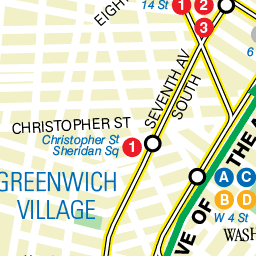 EIGH
14 St
1
2
3
6
SEVENTH AV
SOUTH
CHRISTOPHER ST
Christopher St
Sheridan Sq
1
GREENWICH
VILLAGE
AVE OF THE A
A C
B D
W 4 St
WASH